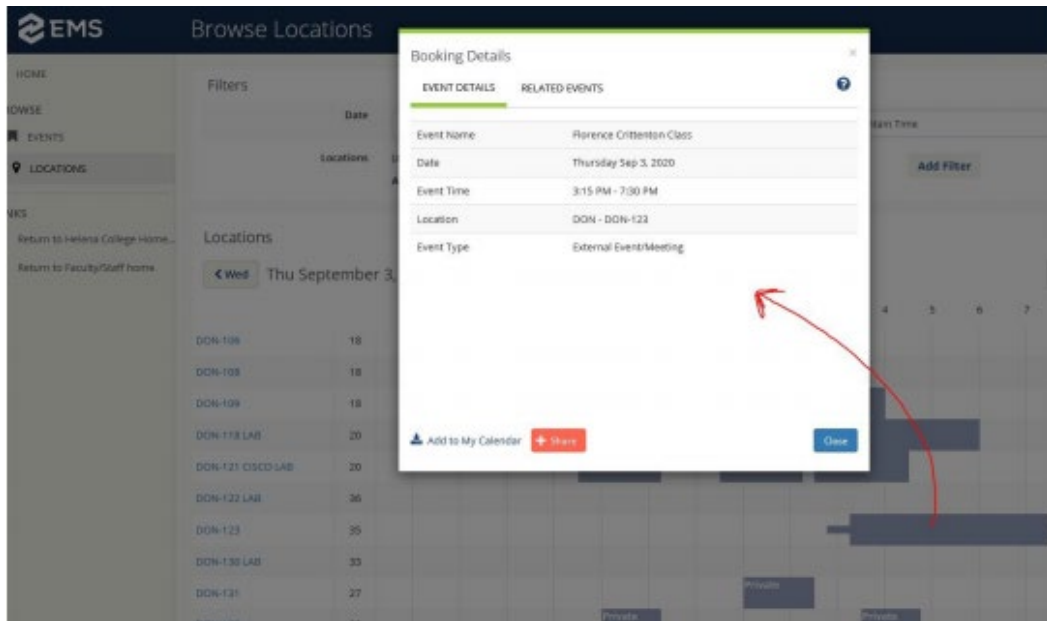 EMS
Browse Locations
HOME
Filters
OWSE
EVENTS
LOCATIONS
Date
Locations
Add Filter
NKS
Return to Helena College Home...
Return to Faculty/Staff home
Locations
Wed
Thu September 3,
4 5 6 7
DON-106 18
DON-108 18
DON-109 18
DON-118 LAB 20
DON-121 CISCO LAB 20
DON-122 LAB 36
DON-123 35
DON-130 LAB 33
DON-131 27
Private
Private
Private
Booking Details
EVENT DETAILS RELATED EVENTS
Event Name Florence Crittenton Class
Date Thursday Sep 3, 2020
Event Time 3:15 PM - 7:30 PM
Location DON - DON-123
Event Type External Event/Meeting
Add to My Calendar
Share
Close